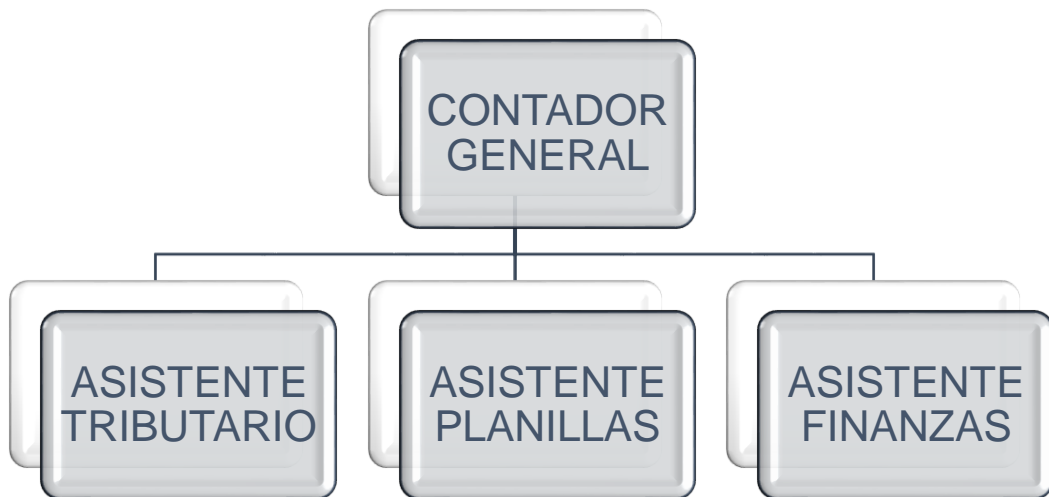 CONTADOR
GENERAL
ASISTENTE
TRIBUTARIO
ASISTENTE
PLANILLAS
ASISTENTE
FINANZAS